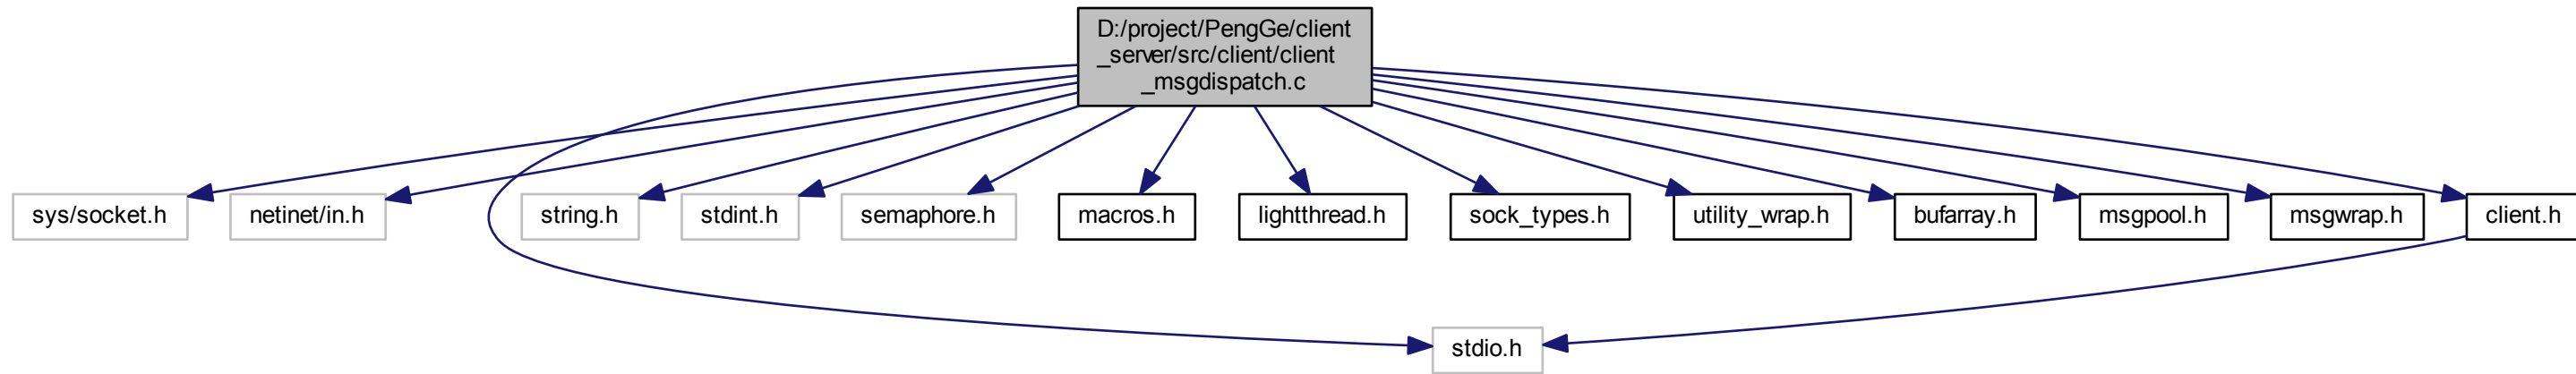 D:/project/PengGe/client
_server/src/client/client
_msgdispatch.c
sys/socket.h
netinet/in.h
string.h
stdint.h
semaphore.h
macros.h
lightthread.h
sock_types.h
utility_wrap.h
bufarray.h
msgpool.h
msgwrap.h
client.h
stdio.h